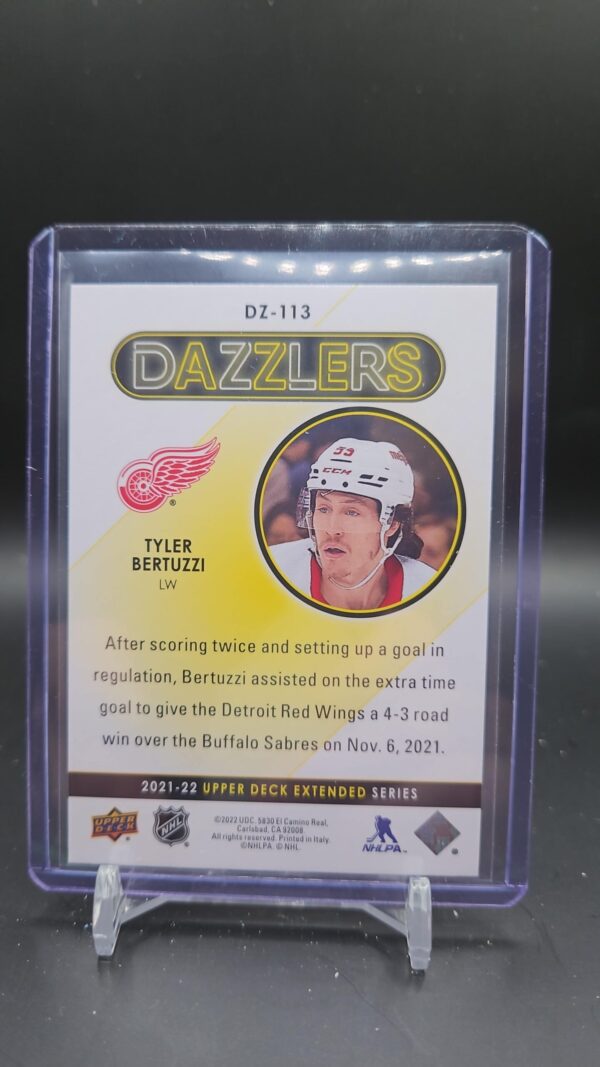 DZ-113
DAZZLERS
59
CCM
TYLER
BERTUZZI
LW
After scoring twice and setting up a goal in
regulation, Bertuzzi assisted on the extra time
goal to give the Detroit Red Wings a 4-3 road
win over the Buffalo Sabres on Nov. 6, 2021.
2021-22 UPPER DECK EXTENDED SERIES
UPPER
DECK
NHL
©2022 UDC. 5830 El Camino Real,
Carlsbad, CA 92008.
All rights reserved. Printed in Italy.
©NHLPA. © NHL.
NHLPA